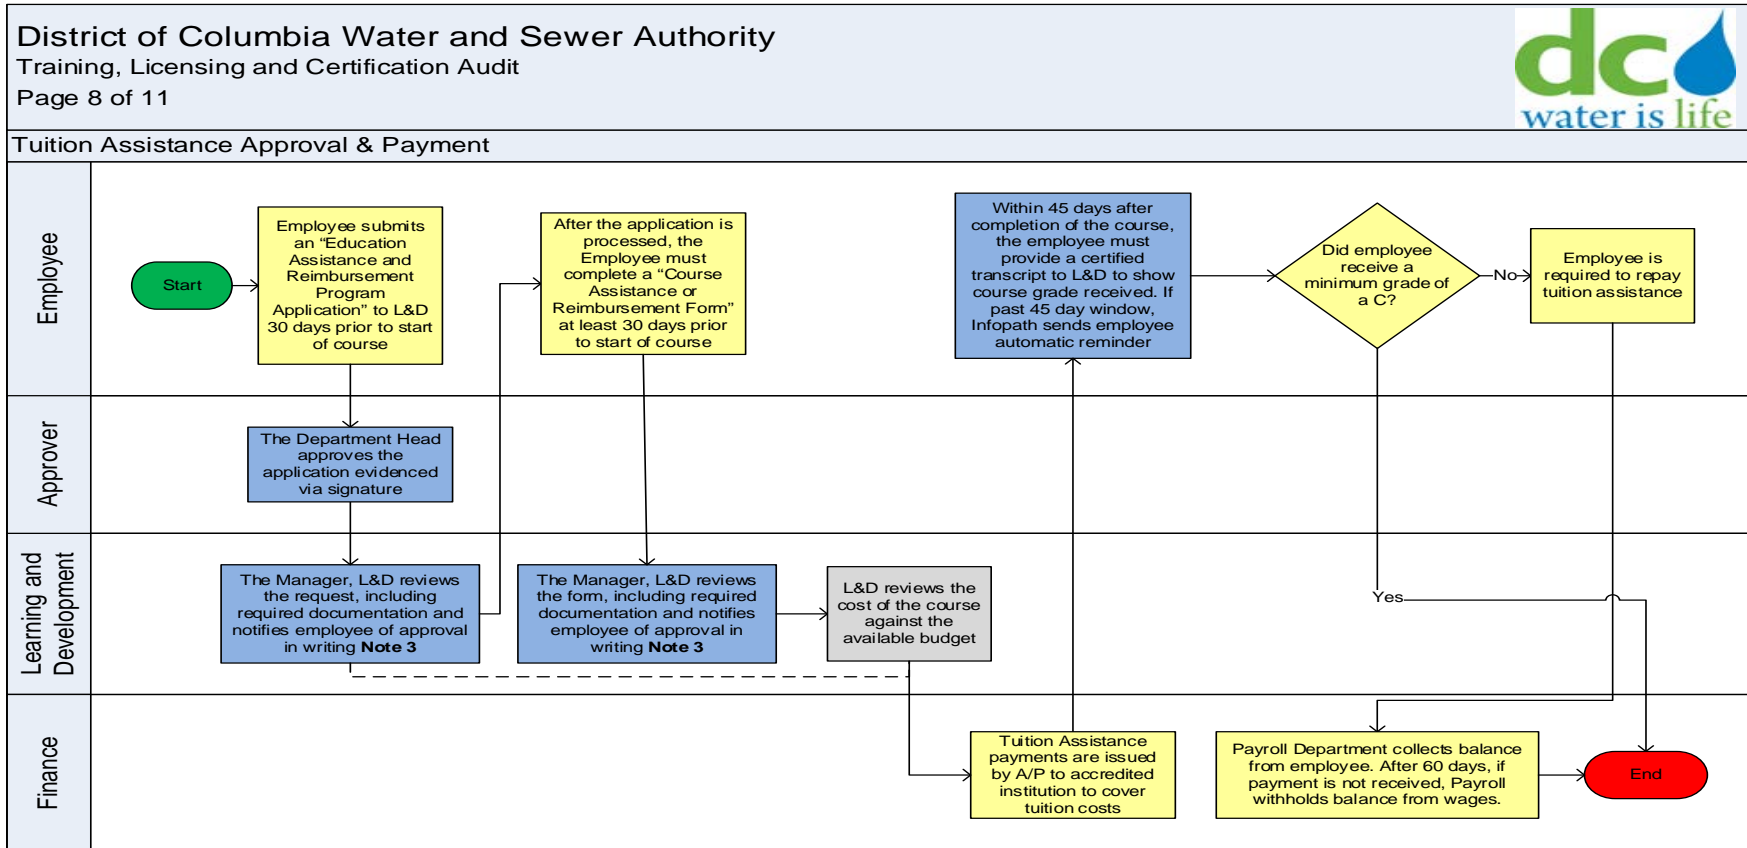 District of Columbia Water and Sewer Authority
Training, Licensing and Certification Audit
Page 8 of 11
dc
water is life
Tuition Assistance Approval & Payment
Employee
Start
Employee submits
an “Education
Assistance and
Reimbursement
Program
Application” to L&D
30 days prior to start
of course
After the application is
processed, the
Employee must
complete a “Course
Assistance or
Reimbursement Form”
at least 30 days prior
to start of course
Within 45 days after
completion of the course,
the employee must
provide a certified
transcript to L&D to show
course grade received. If
past 45 day window,
Infopath sends employee
automatic reminder
Did employee
receive a
minimum grade of
a C?
No
Employee is
required to repay
tuition assistance
Approver
The Department Head
approves the
application evidenced
via signature
Learning and
Development
The Manager, L&D reviews
the request, including
required documentation and
notifies employee of approval
in writing Note 3
The Manager, L&D reviews
the form, including required
documentation and notifies
employee of approval in
writing Note 3
L&D reviews the
cost of the course
against the
available budget
Yes
Finance
Tuition Assistance
payments are issued
by A/P to accredited
institution to cover
tuition costs
Payroll Department collects balance
from employee. After 60 days, if
payment is not received, Payroll
withholds balance from wages.
End